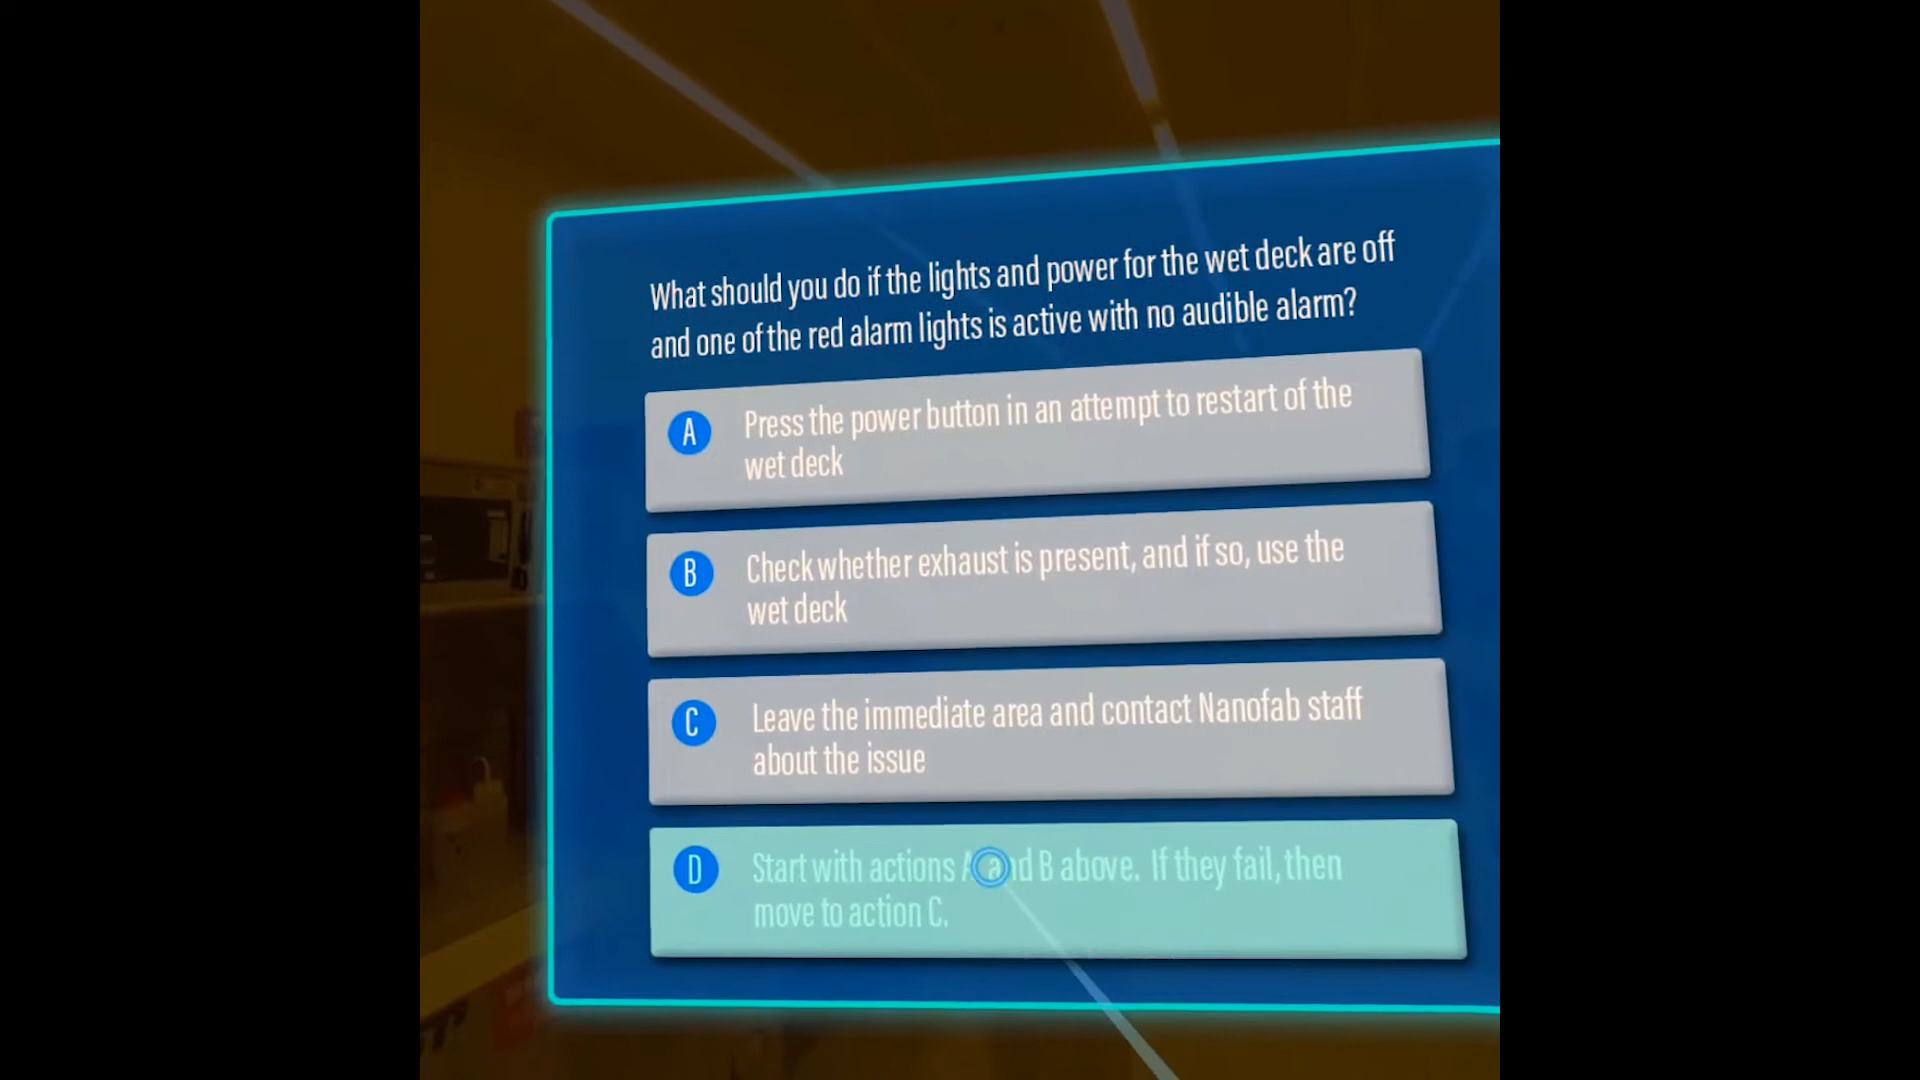 What should you do if the lights and power for the wet deck are off
and one of the red alarm lights is active with no audible alarm?
A
Press the power button in an attempt to restart of the
wet deck
B
Check whether exhaust is present, and if so, use the
wet deck
C
Leave the immediate area and contact Nanofab staff
about the issue
D
Start with actions A and B above. If they fail, then
move to action C.